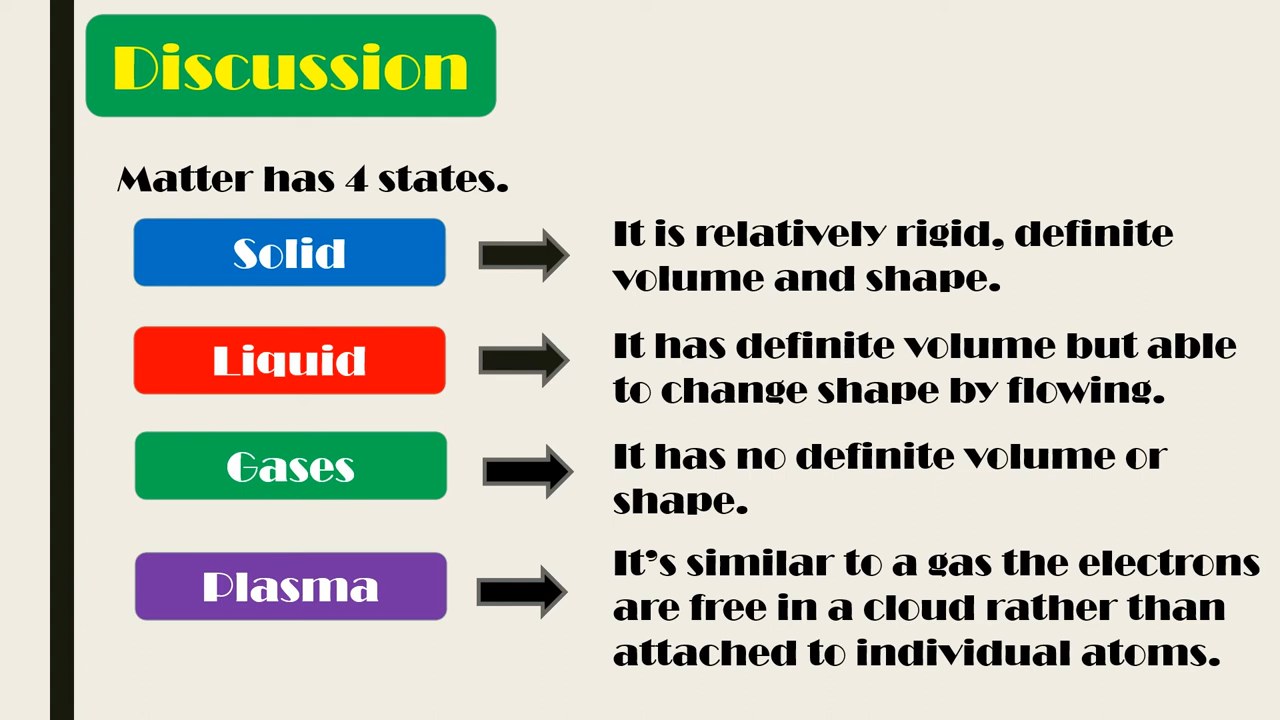 Discussion
Matter has 4 states.
Solid
It is relatively rigid, definite
volume and shape.
Liquid
It has definite volume but able
to change shape by flowing.
Gases
It has no definite volume or
shape.
Plasma
It's similar to a gas the electrons
are free in a cloud rather than
attached to individual atoms.